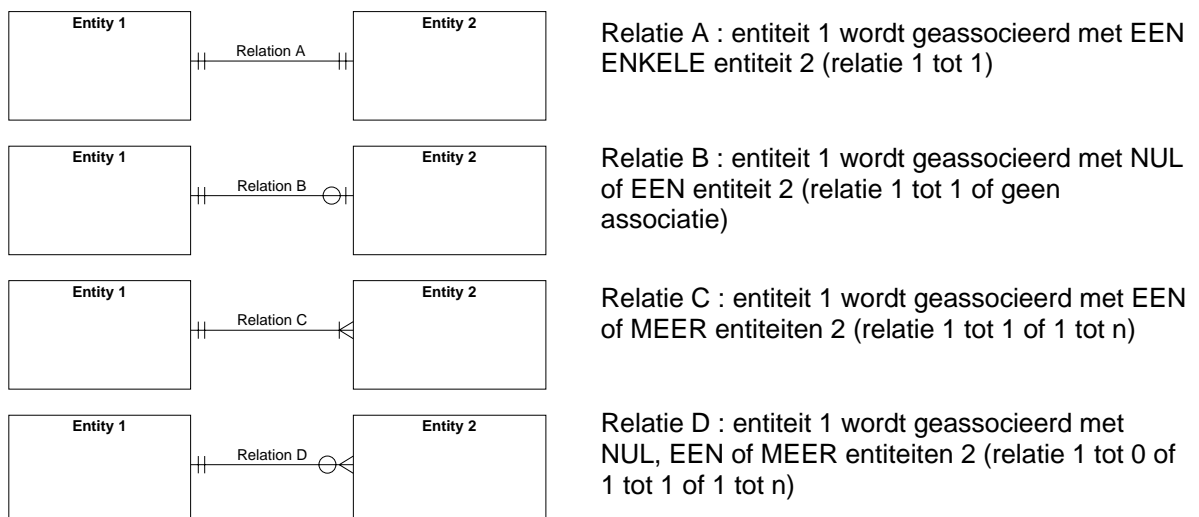 Entity 1
Relation A
Entity 2
Relatie A : entiteit 1 wordt geassocieerd met EEN
ENKELE entiteit 2 (relatie 1 tot 1)
Entity 1
Relation B
Entity 2
Relatie B : entiteit 1 wordt geassocieerd met NUL
of EEN entiteit 2 (relatie 1 tot 1 of geen
associatie)
Entity 1
Relation C
Entity 2
Relatie C : entiteit 1 wordt geassocieerd met EEN
of MEER entiteiten 2 (relatie 1 tot 1 of 1 tot n)
Entity 1
Relation D
Entity 2
Relatie D : entiteit 1 wordt geassocieerd met
NUL, EEN of MEER entiteiten 2 (relatie 1 tot 0 of
1 tot 1 of 1 tot n)